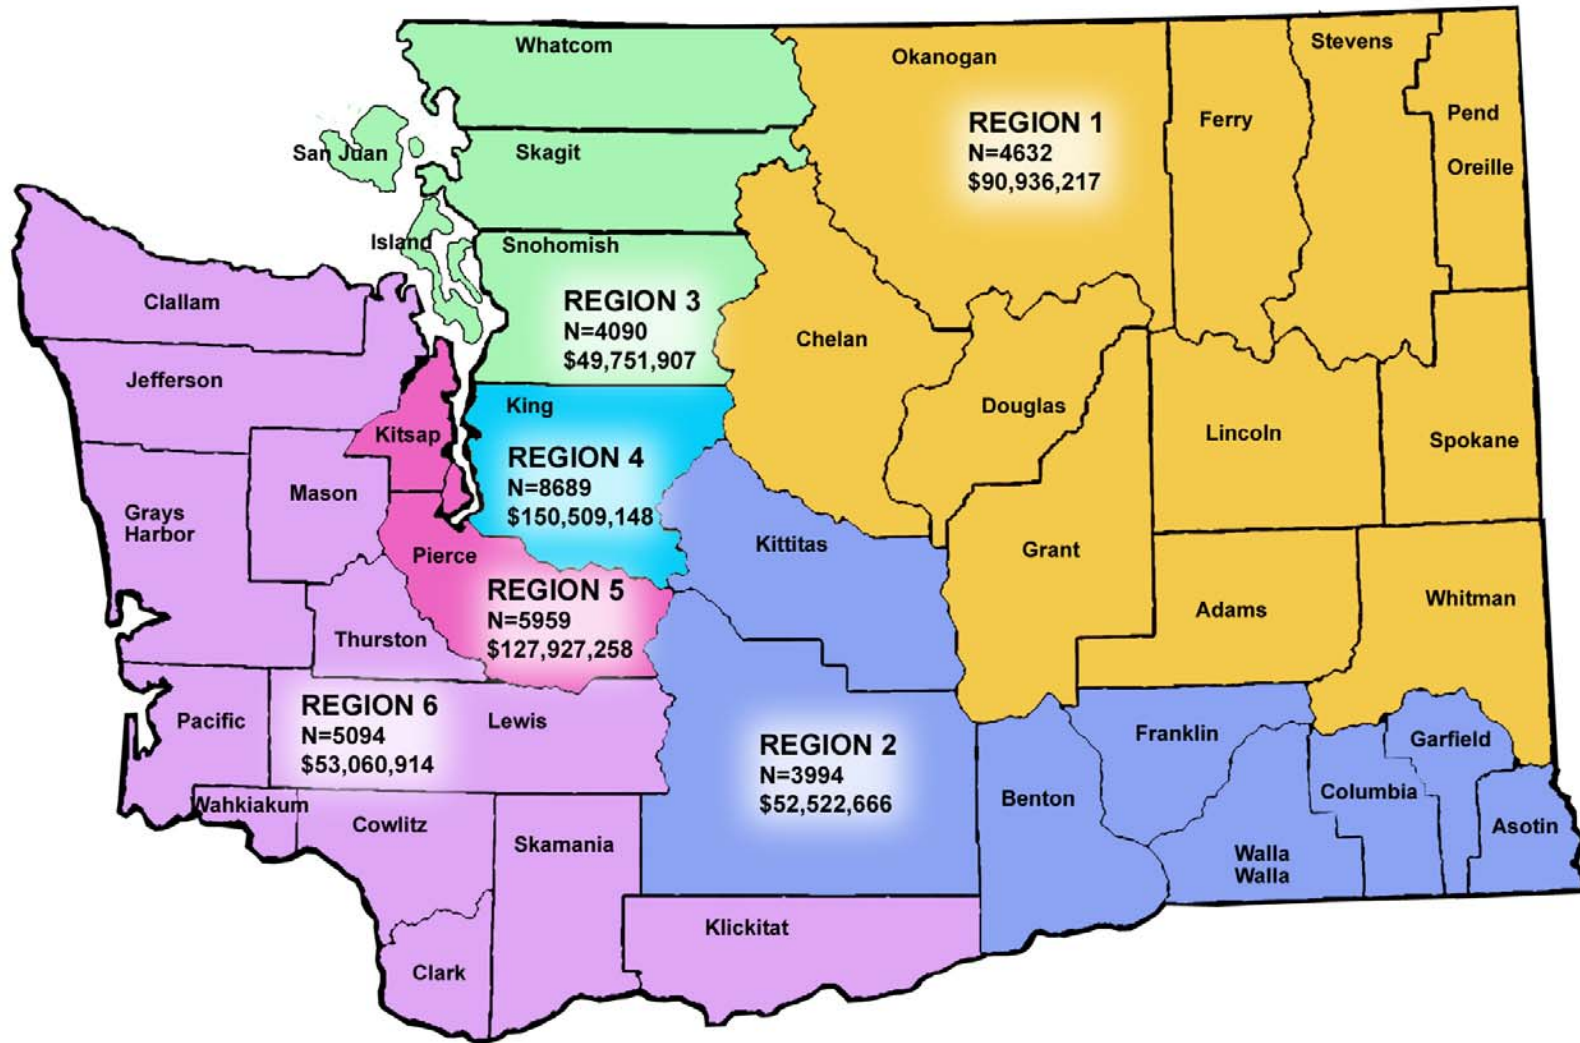 Whatcom
Okanogan
Stevens
Ferry
Pend
Oreille
REGION 1
N=4632
$90,936,217
San Juan
Skagit
Island
Snohomish
REGION 3
N=4090
$49,751,907
Clallam
Jefferson
Chelan
Douglas
Lincoln
Spokane
Kitsap
King
REGION 4
N=8689
$150,509,148
Mason
Grays
Harbor
Pierce
Kittitas
Grant
Adams
Whitman
REGION 5
N=5959
$127,927,258
Thurston
REGION 6
N=5094
$53,060,914
Pacific
Lewis
REGION 2
N=3994
$52,522,666
Franklin
Garfield
Benton
Columbia
Asotin
Wahkiakum
Cowlitz
Skamania
Walla
Walla
Klickitat
Clark